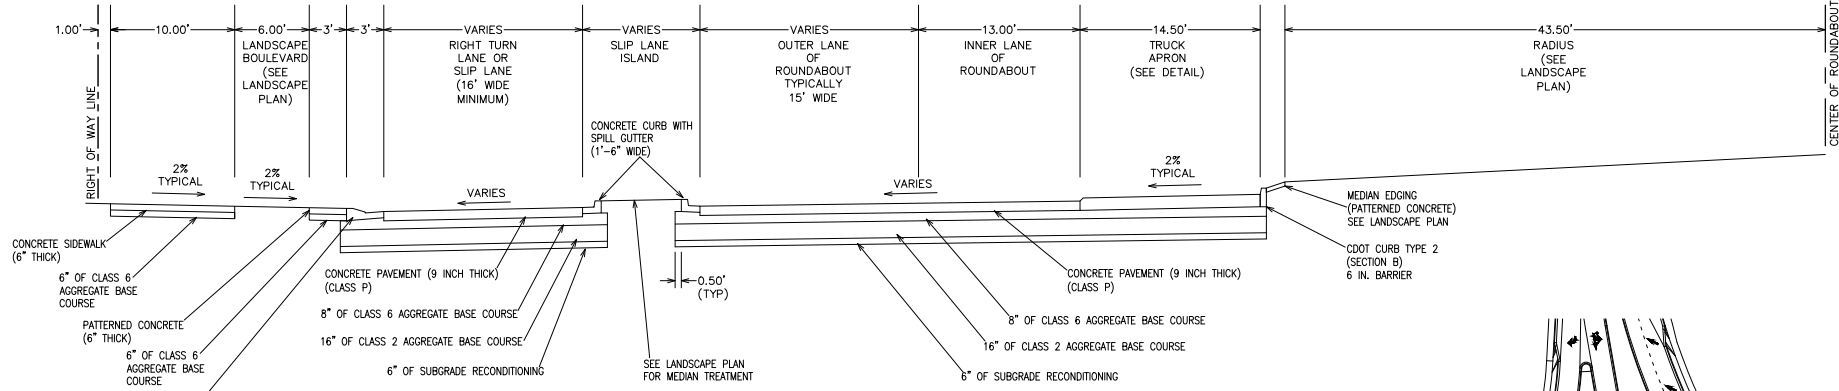 1.00'
10.00'
6.00'
3'
3'
VARIES
VARIES
VARIES
13.00'
14.50'
43.50'
RIGHT OF WAY LINE
LANDSCAPE
BOULEVARD
(SEE
LANDSCAPE
PLAN)
RIGHT TURN
LANE OR
SLIP LANE
(16' WIDE
MINIMUM)
SLIP LANE
ISLAND
OUTER LANE
OF
ROUNDABOUT
TYPICALLY
15' WIDE
INNER LANE
OF
ROUNDABOUT
TRUCK
APRON
(SEE DETAIL)
RADIUS
(SEE
LANDSCAPE
PLAN)
CENTER OF ROUNDABOUT
CONCRETE CURB WITH
SPILL GUTTER
(1'-6" WIDE)
2%
TYPICAL
2%
TYPICAL
VARIES
VARIES
2%
TYPICAL
MEDIAN EDGING
(PATTERNED CONCRETE)
SEE LANDSCAPE PLAN
CDOT CURB TYPE 2
(SECTION B)
6 IN. BARRIER
CONCRETE SIDEWALK
(6" THICK)
6" OF CLASS 6
AGGREGATE BASE
COURSE
PATTERNED CONCRETE
(6" THICK)
6" OF CLASS 6
AGGREGATE BASE
COURSE
CONCRETE PAVEMENT (9 INCH THICK)
(CLASS P)
8" OF CLASS 6 AGGREGATE BASE COURSE
16" OF CLASS 2 AGGREGATE BASE COURSE
6" OF SUBGRADE RECONDITIONING
0.50'
(TYP)
SEE LANDSCAPE PLAN
FOR MEDIAN TREATMENT
CONCRETE PAVEMENT (9 INCH THICK)
(CLASS P)
8" OF CLASS 6 AGGREGATE BASE COURSE
16" OF CLASS 2 AGGREGATE BASE COURSE
6" OF SUBGRADE RECONDITIONING